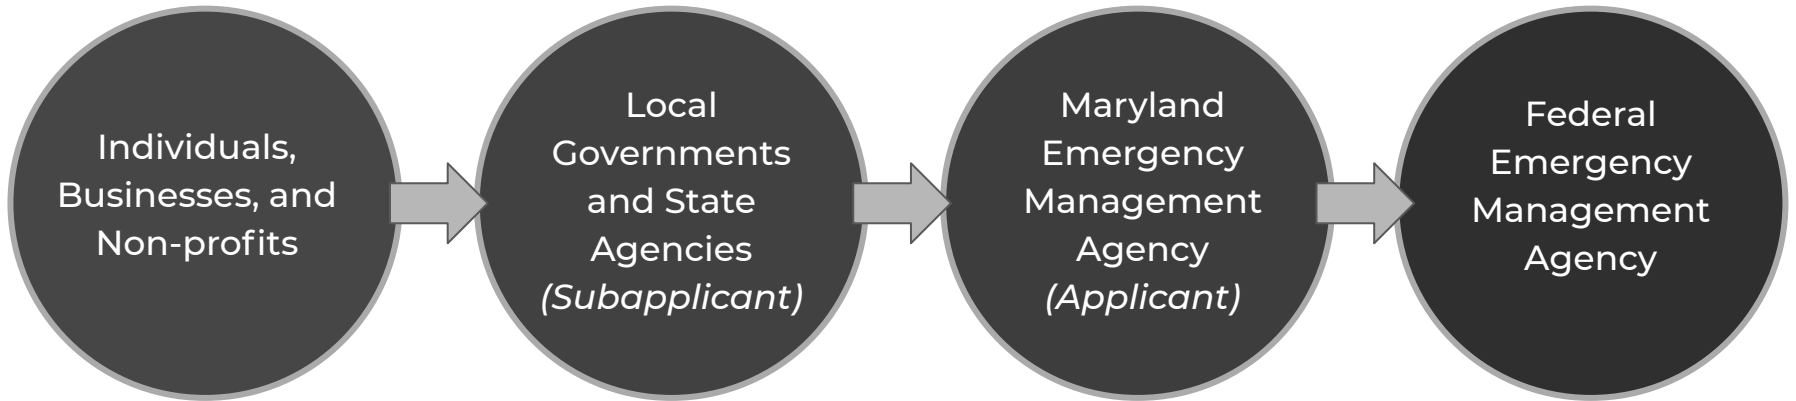 Individuals,
Businesses, and
Non-profits
Local
Governments
and State
Agencies
(Subapplicant)
Maryland
Emergency
Management
Agency
(Applicant)
Federal
Emergency
Management
Agency